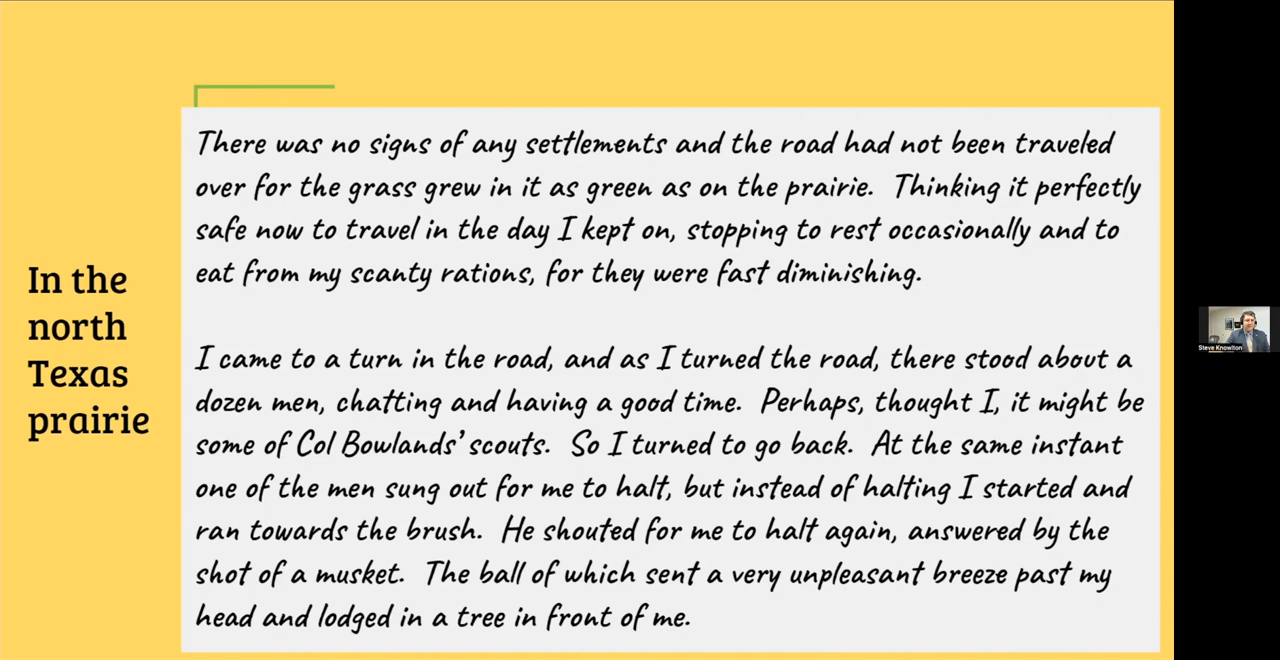 In the
north
Texas
prairie
There was no signs of any settlements and the road had not been traveled
over for the grass grew in it as green as on the prairie.  Thinking it perfectly
safe now to travel in the day I kept on, stopping to rest occasionally and to
eat from my scanty rations, for they were fast diminishing.
I came to a turn in the road, and as I turned the road, there stood about a
dozen men, chatting and having a good time.  Perhaps, thought I, it might be
some of Col Bowlands’ scouts.  So I turned to go back.  At the same instant
one of the men sung out for me to halt, but instead of halting I started and
ran towards the brush.  He shouted for me to halt again, answered by the
shot of a musket.  The ball of which sent a very unpleasant breeze past my
head and lodged in a tree in front of me.
Steve Knowlton